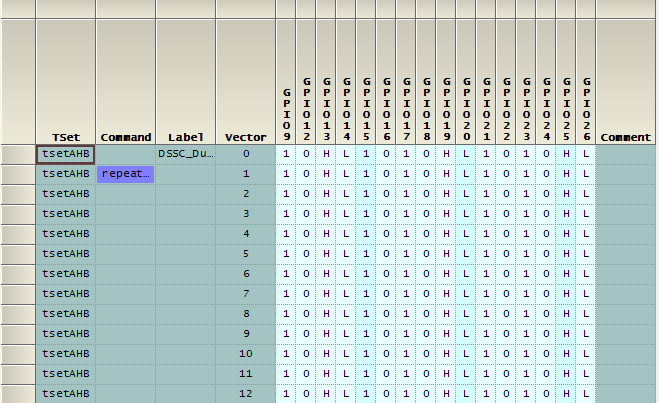 TSet Command Label Vector GPIO9 GPIO12 GPIO13 GPIO14 GPIO15 GPIO16 GPIO17 GPIO18 GPIO19 GPIO20 GPIO21 GPIO22 GPIO23 GPIO24 GPIO25 GPIO26 Comment
tsetAHB DSSC_Du... 0 1 0 H L 1 0 1 0 H L 1 0 1 0 H L
tsetAHB repeat... 1 1 0 H L 1 0 1 0 H L 1 0 1 0 H L
tsetAHB 2 1 0 H L 1 0 1 0 H L 1 0 1 0 H L
tsetAHB 3 1 0 H L 1 0 1 0 H L 1 0 1 0 H L
tsetAHB 4 1 0 H L 1 0 1 0 H L 1 0 1 0 H L
tsetAHB 5 1 0 H L 1 0 1 0 H L 1 0 1 0 H L
tsetAHB 6 1 0 H L 1 0 1 0 H L 1 0 1 0 H L
tsetAHB 7 1 0 H L 1 0 1 0 H L 1 0 1 0 H L
tsetAHB 8 1 0 H L 1 0 1 0 H L 1 0 1 0 H L
tsetAHB 9 1 0 H L 1 0 1 0 H L 1 0 1 0 H L
tsetAHB 10 1 0 H L 1 0 1 0 H L 1 0 1 0 H L
tsetAHB 11 1 0 H L 1 0 1 0 H L 1 0 1 0 H L
tsetAHB 12 1 0 H L 1 0 1 0 H L 1 0 1 0 H L